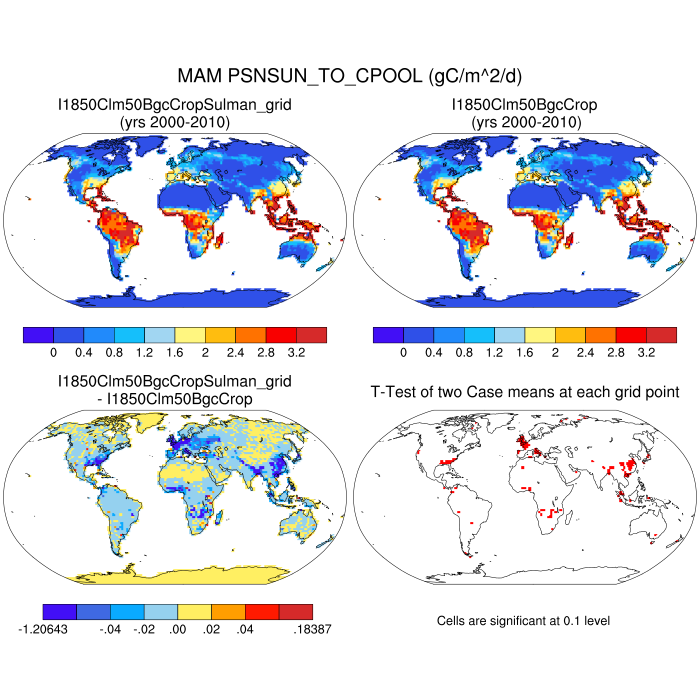 MAM PSNSUN_TO_CPOOL (gC/m^2/d)
I1850Clm50BgcCropSulman_grid
(yrs 2000-2010)
I1850Clm50BgcCrop
(yrs 2000-2010)
0 0.4 0.8 1.2 1.6 2 2.4 2.8 3.2
0 0.4 0.8 1.2 1.6 2 2.4 2.8 3.2
I1850Clm50BgcCropSulman_grid
- I1850Clm50BgcCrop
T-Test of two Case means at each grid point
-1.20643 -.04 -.02 .00 .02 .04 .18387
Cells are significant at 0.1 level